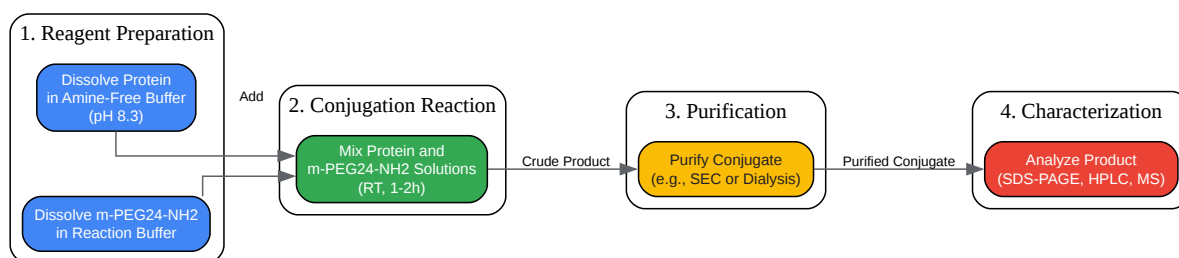 1. Reagent Preparation
Dissolve Protein
in Amine-Free Buffer
(pH 8.3)
Dissolve m-PEG24-NH2
in Reaction Buffer
Add
2. Conjugation Reaction
Mix Protein and
m-PEG24-NH2 Solutions
(RT, 1-2h)
Crude Product
3. Purification
Purify Conjugate
(e.g., SEC or Dialysis)
Purified Conjugate
4. Characterization
Analyze Product
(SDS-PAGE, HPLC, MS)